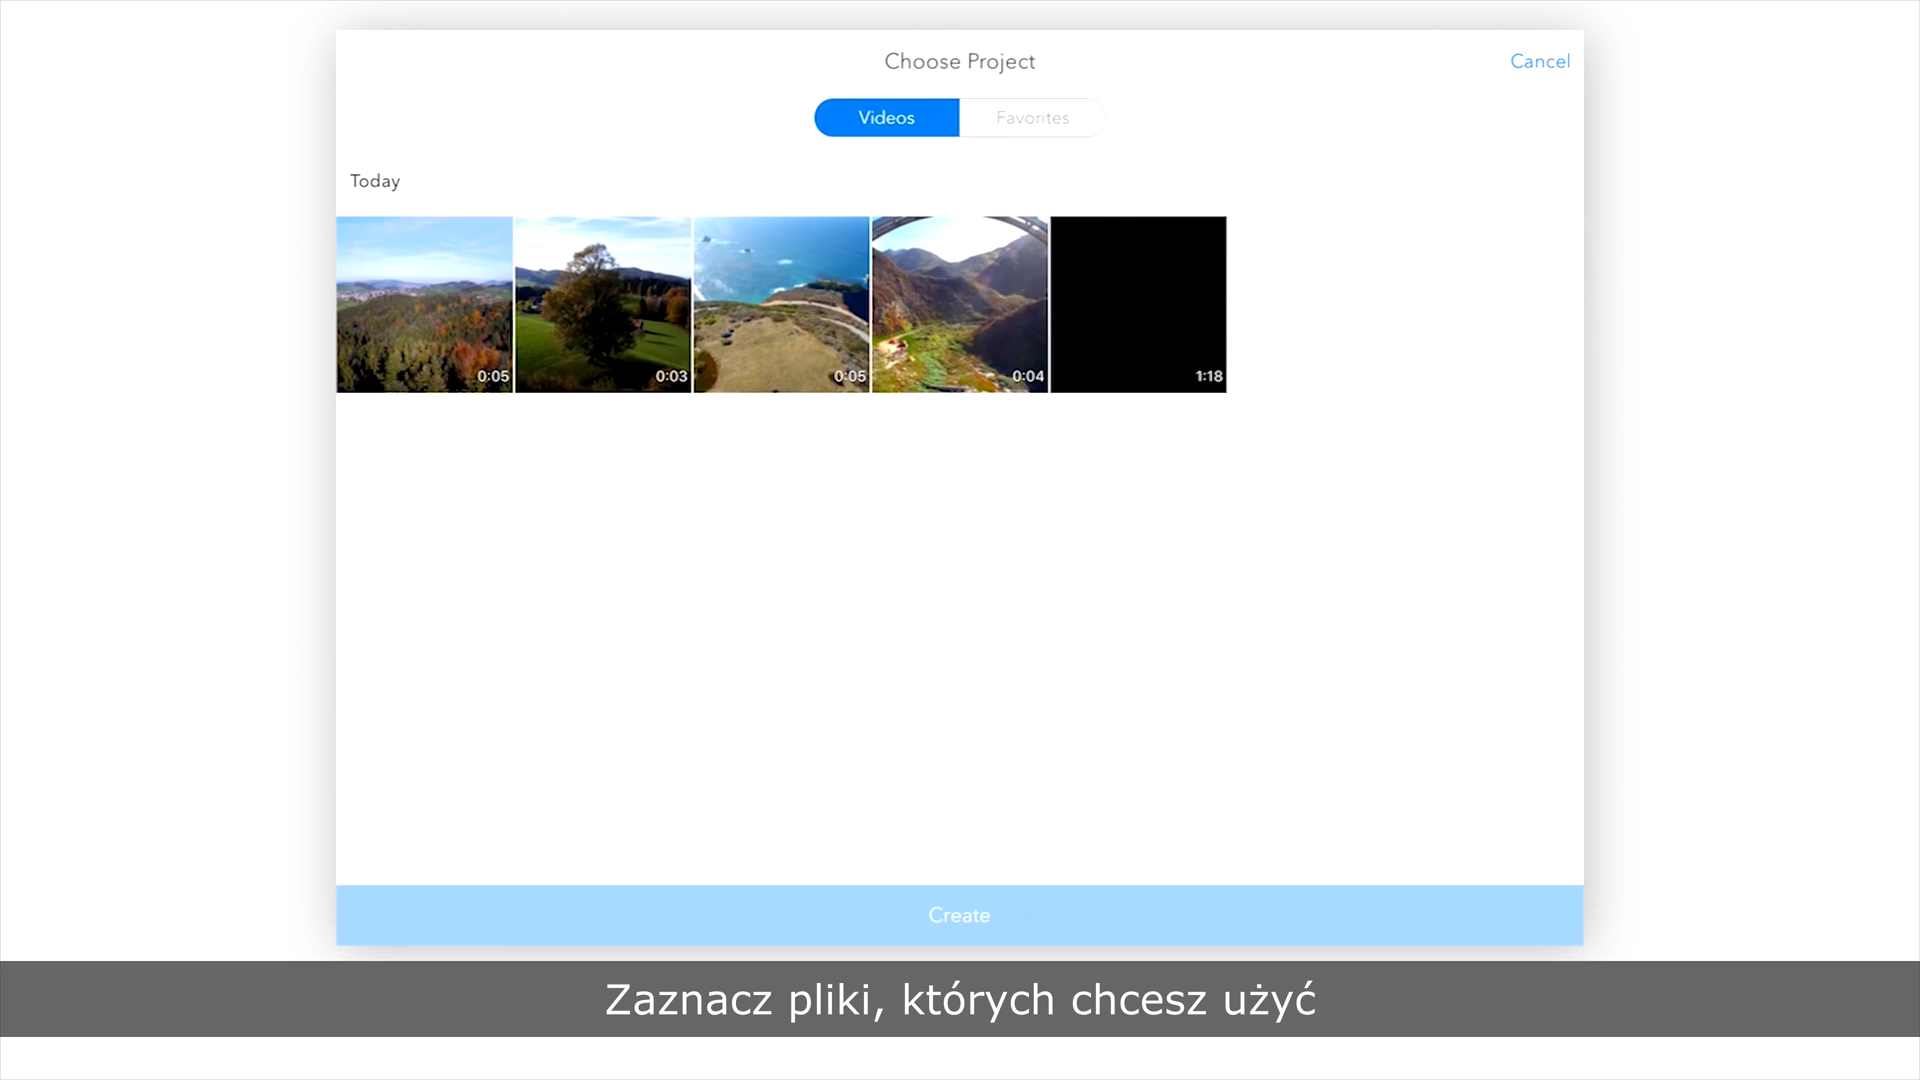 Choose Project
Cancel
Videos
Favorites
Today
0:05
0:03
0:05
0:04
1:18
Create
Zaznacz pliki, których chcesz użyć